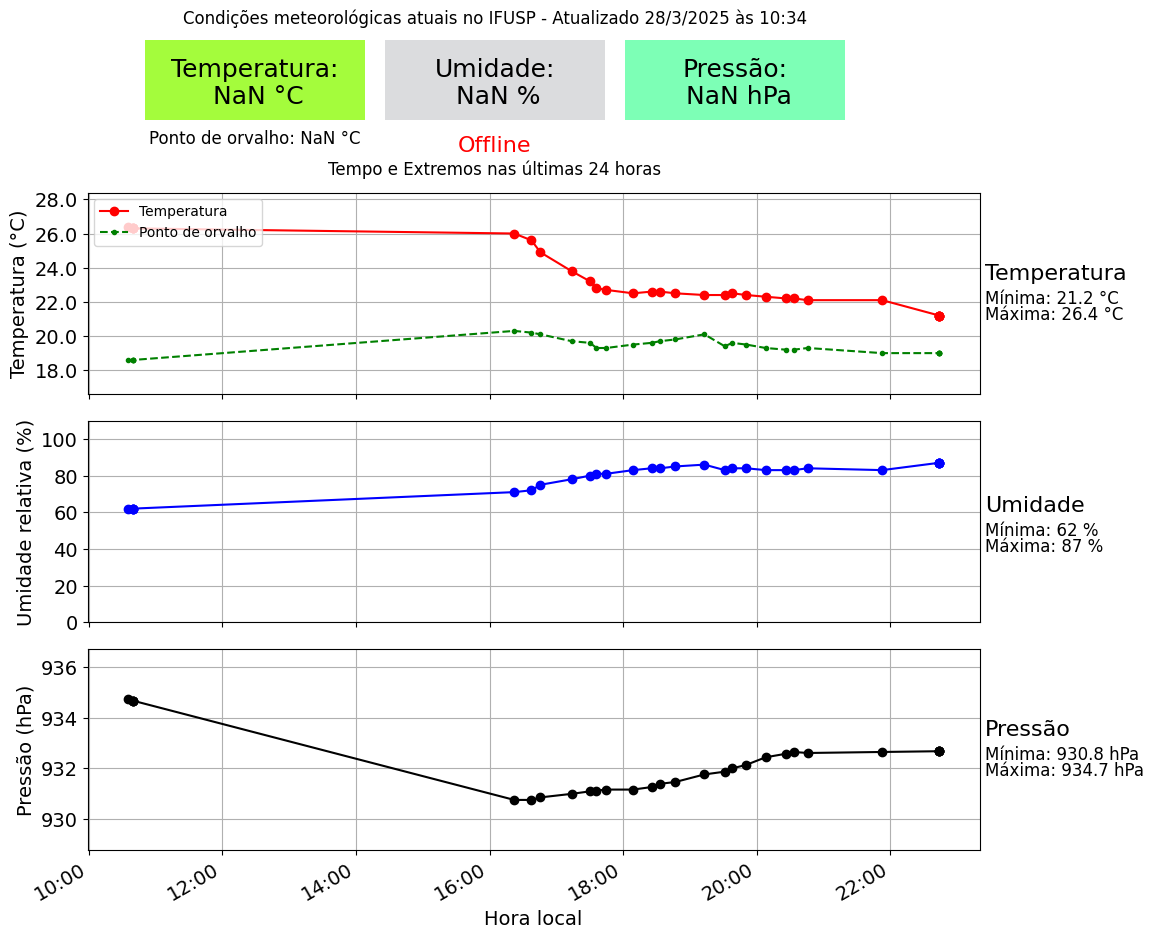 Condições meteorológicas atuais no IFUSP - Atualizado 28/3/2025 às 10:34
Temperatura:
NaN °C
Umidade:
NaN %
Pressão:
NaN hPa
Ponto de orvalho: NaN °C
Offline
Tempo e Extremos nas últimas 24 horas
Temperatura (°C)
28.0
26.0
24.0
22.0
20.0
18.0
Temperatura
Ponto de orvalho
Temperatura
Mínima: 21.2 °C
Máxima: 26.4 °C
Umidade relativa (%)
100
80
60
40
20
0
Umidade
Mínima: 62 %
Máxima: 87 %
Pressão (hPa)
936
934
932
930
Pressão
Mínima: 930.8 hPa
Máxima: 934.7 hPa
10:00
12:00
14:00
16:00
18:00
20:00
22:00
Hora local